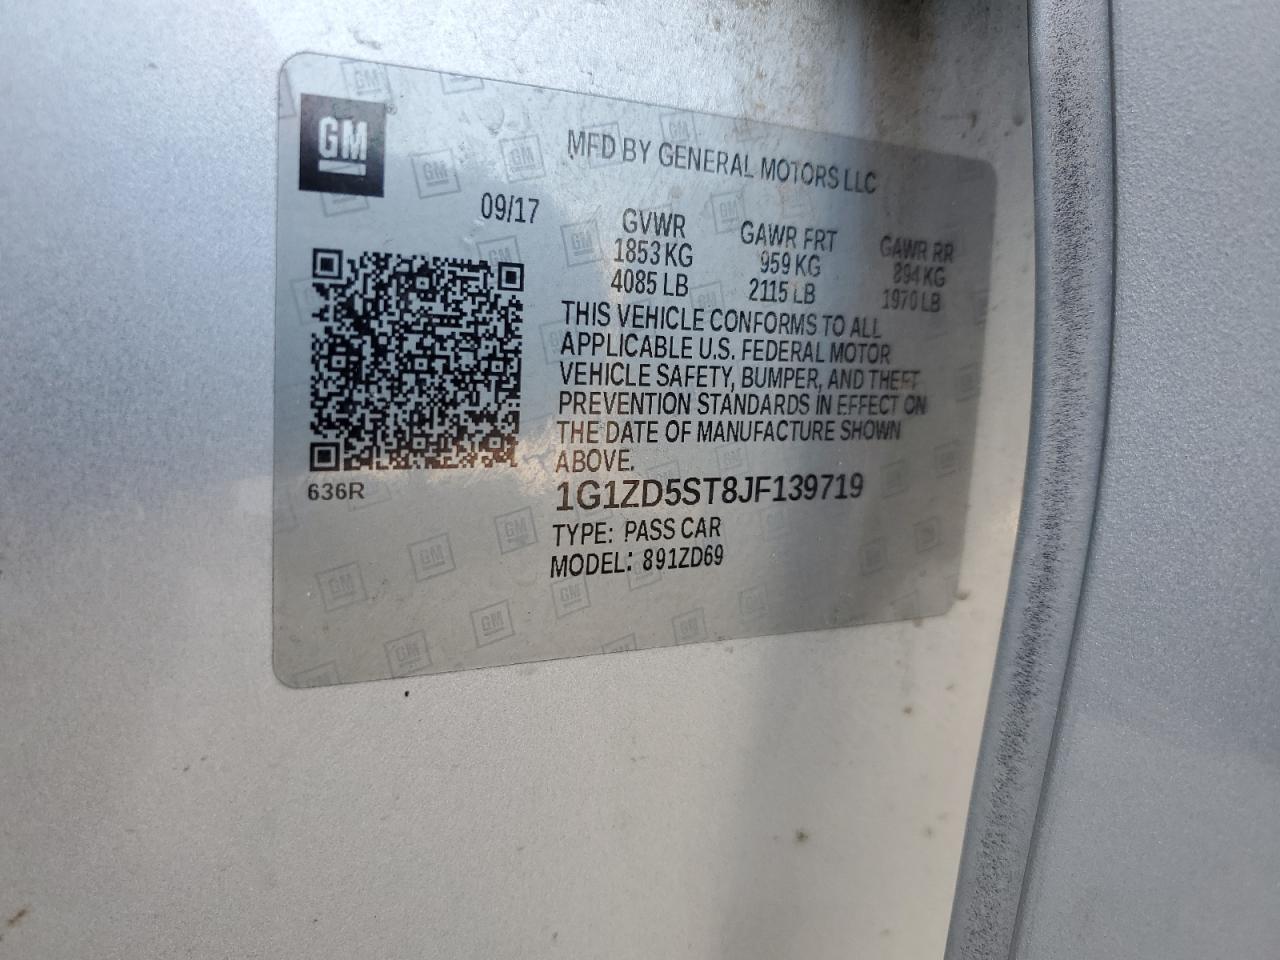 GM
MFD BY GENERAL MOTORS LLC
09/17
GVWR GAWR FRT GAWR RR
1853 KG 959 KG 894 KG
4085 LB 2115 LB 1970 LB
THIS VEHICLE CONFORMS TO ALL
APPLICABLE U.S. FEDERAL MOTOR
VEHICLE SAFETY, BUMPER, AND THEFT
PREVENTION STANDARDS IN EFFECT ON
THE DATE OF MANUFACTURE SHOWN
ABOVE.
636R
1G1ZD5ST8JF139719
TYPE: PASS CAR
MODEL: 891ZD69